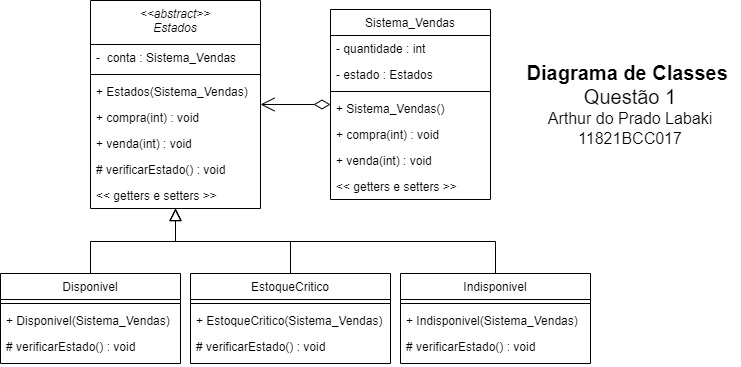 <<abstract>>
Estados
- conta : Sistema_Vendas
+ Estados(Sistema_Vendas)
+ compra(int) : void
+ venda(int) : void
# verificarEstado() : void
<< getters e setters >>
Sistema_Vendas
- quantidade : int
- estado : Estados
+ Sistema_Vendas()
+ compra(int) : void
+ venda(int) : void
<< getters e setters >>
Diagrama de Classes
Questão 1
Arthur do Prado Labaki
11821BCC017
Disponivel
+ Disponivel(Sistema_Vendas)
# verificarEstado() : void
EstoqueCritico
+ EstoqueCritico(Sistema_Vendas)
# verificarEstado() : void
Indisponivel
+ Indisponivel(Sistema_Vendas)
# verificarEstado() : void